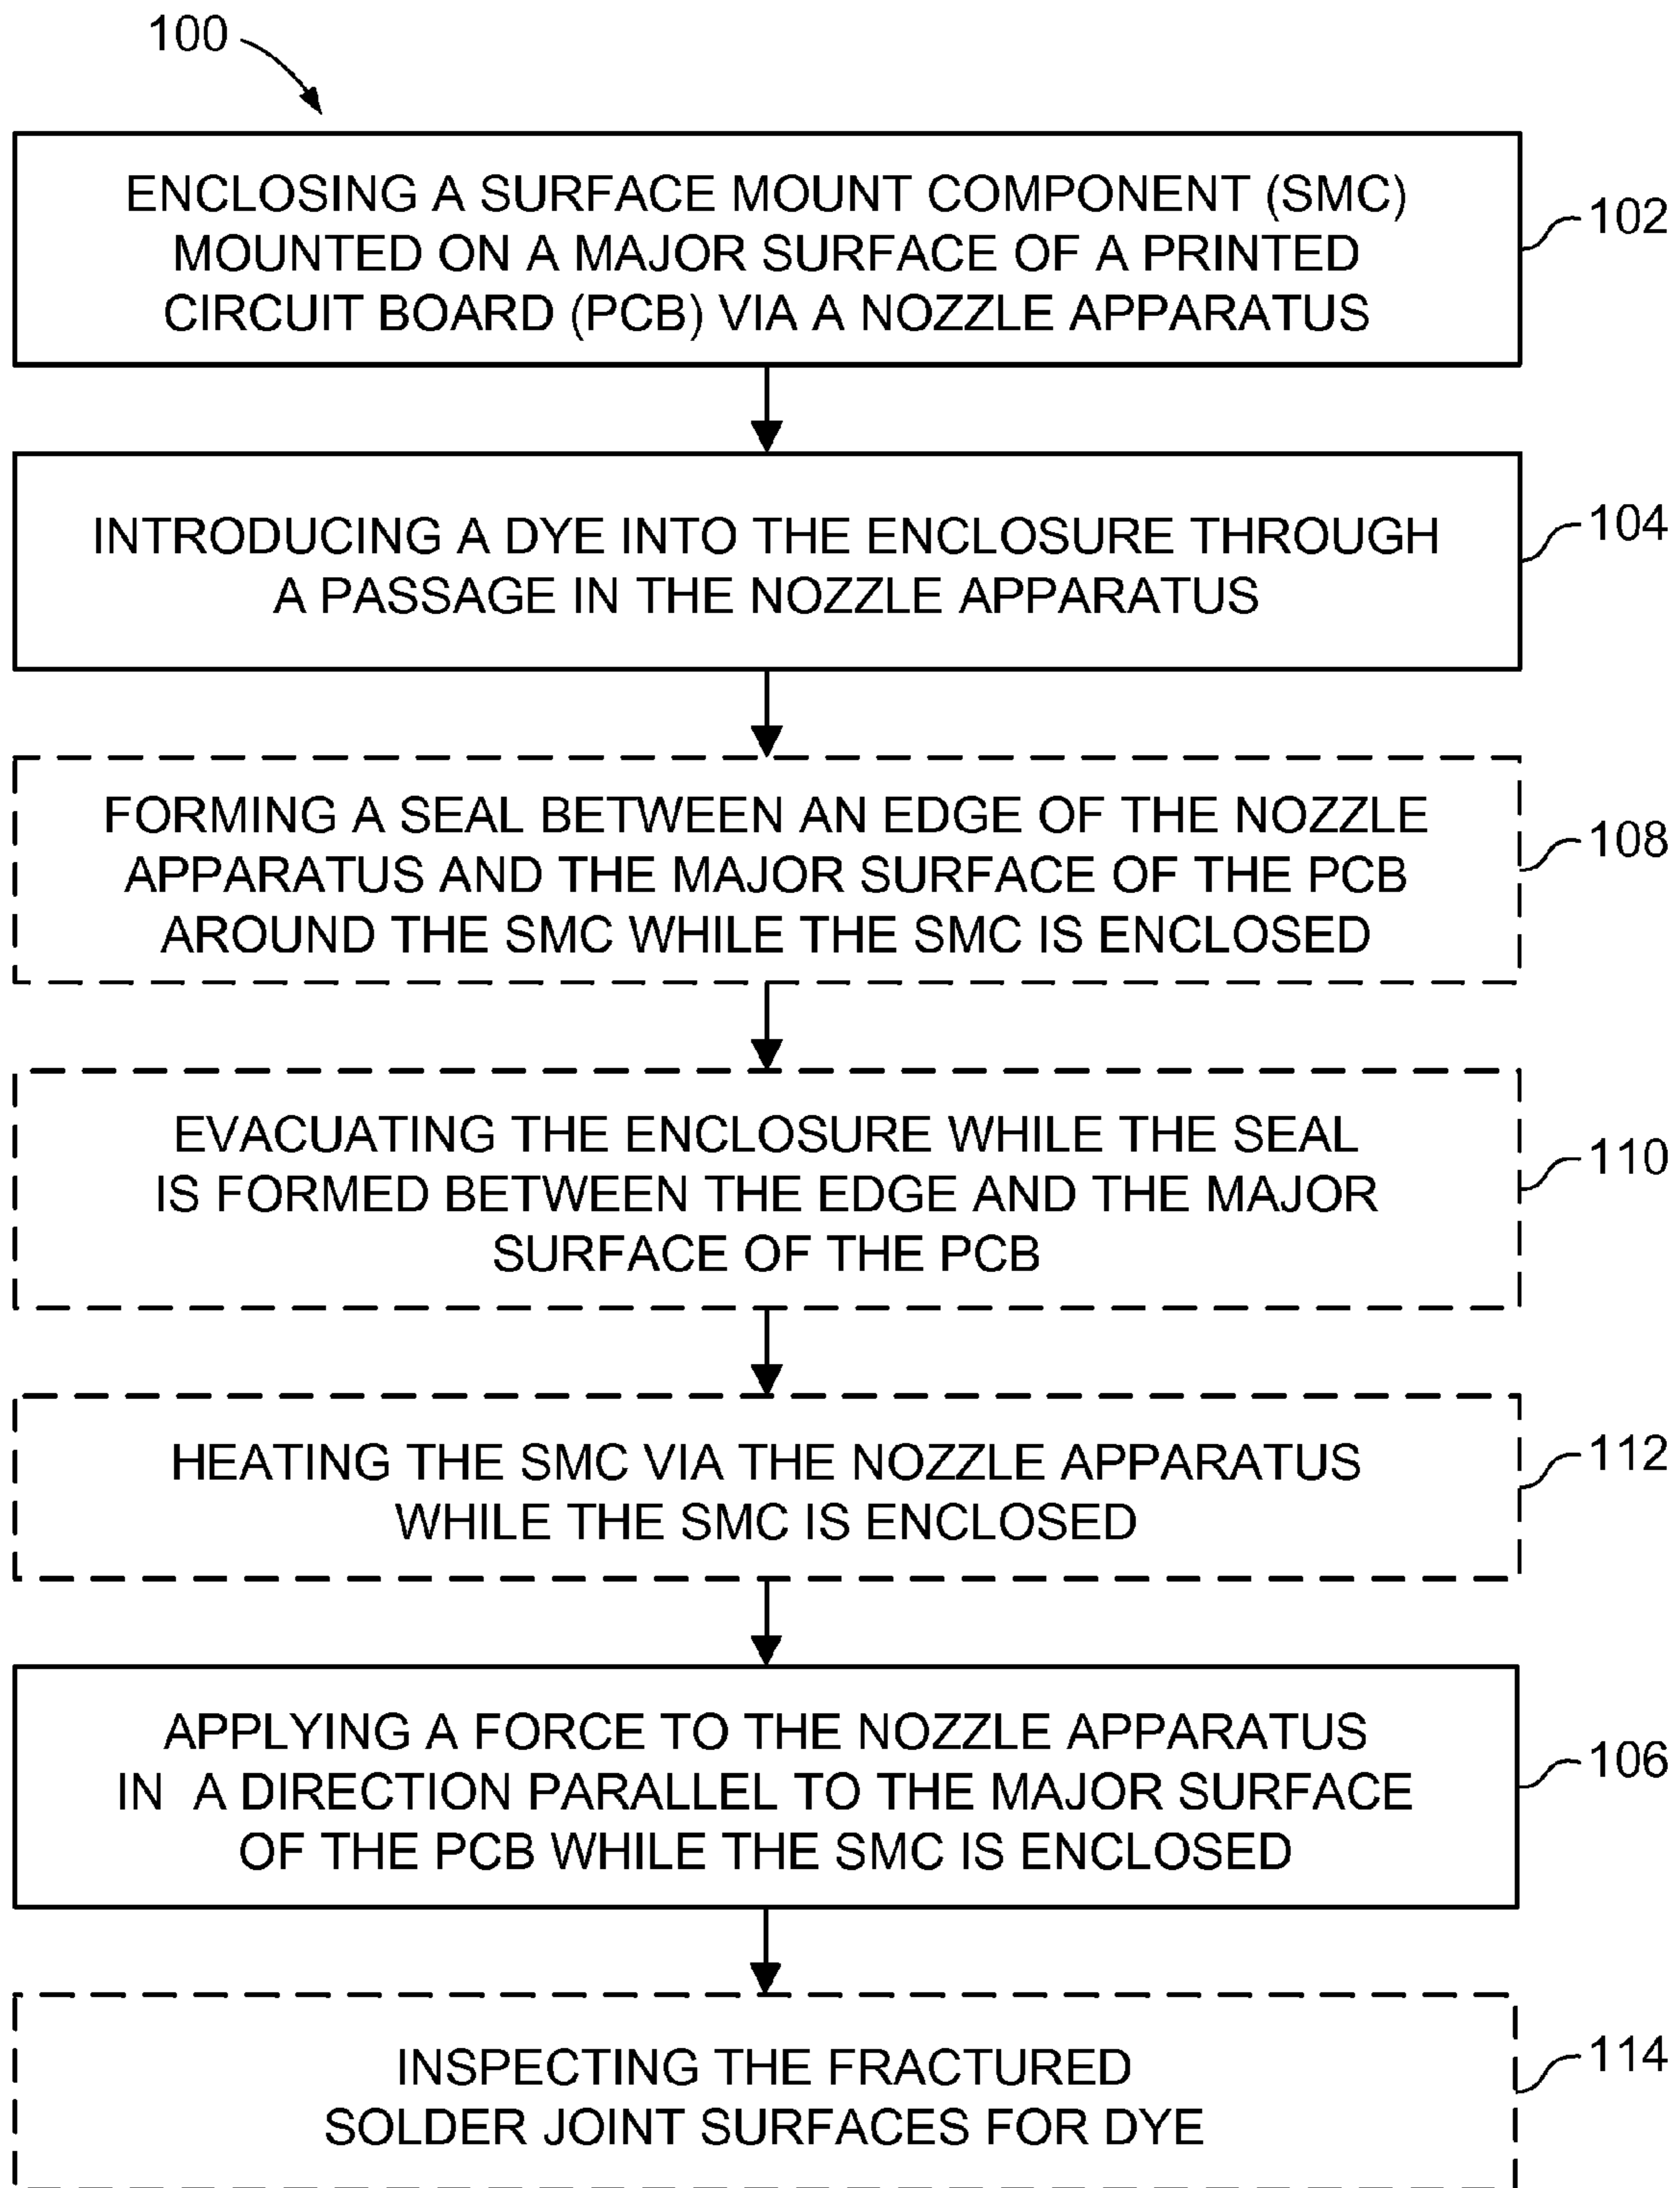 100
ENCLOSING A SURFACE MOUNT COMPONENT (SMC)
MOUNTED ON A MAJOR SURFACE OF A PRINTED
CIRCUIT BOARD (PCB) VIA A NOZZLE APPARATUS
102
INTRODUCING A DYE INTO THE ENCLOSURE THROUGH
A PASSAGE IN THE NOZZLE APPARATUS
104
FORMING A SEAL BETWEEN AN EDGE OF THE NOZZLE
APPARATUS AND THE MAJOR SURFACE OF THE PCB
AROUND THE SMC WHILE THE SMC IS ENCLOSED
108
EVACUATING THE ENCLOSURE WHILE THE SEAL
IS FORMED BETWEEN THE EDGE AND THE MAJOR
SURFACE OF THE PCB
110
HEATING THE SMC VIA THE NOZZLE APPARATUS
WHILE THE SMC IS ENCLOSED
112
APPLYING A FORCE TO THE NOZZLE APPARATUS
IN A DIRECTION PARALLEL TO THE MAJOR SURFACE
OF THE PCB WHILE THE SMC IS ENCLOSED
106
INSPECTING THE FRACTURED
SOLDER JOINT SURFACES FOR DYE
114